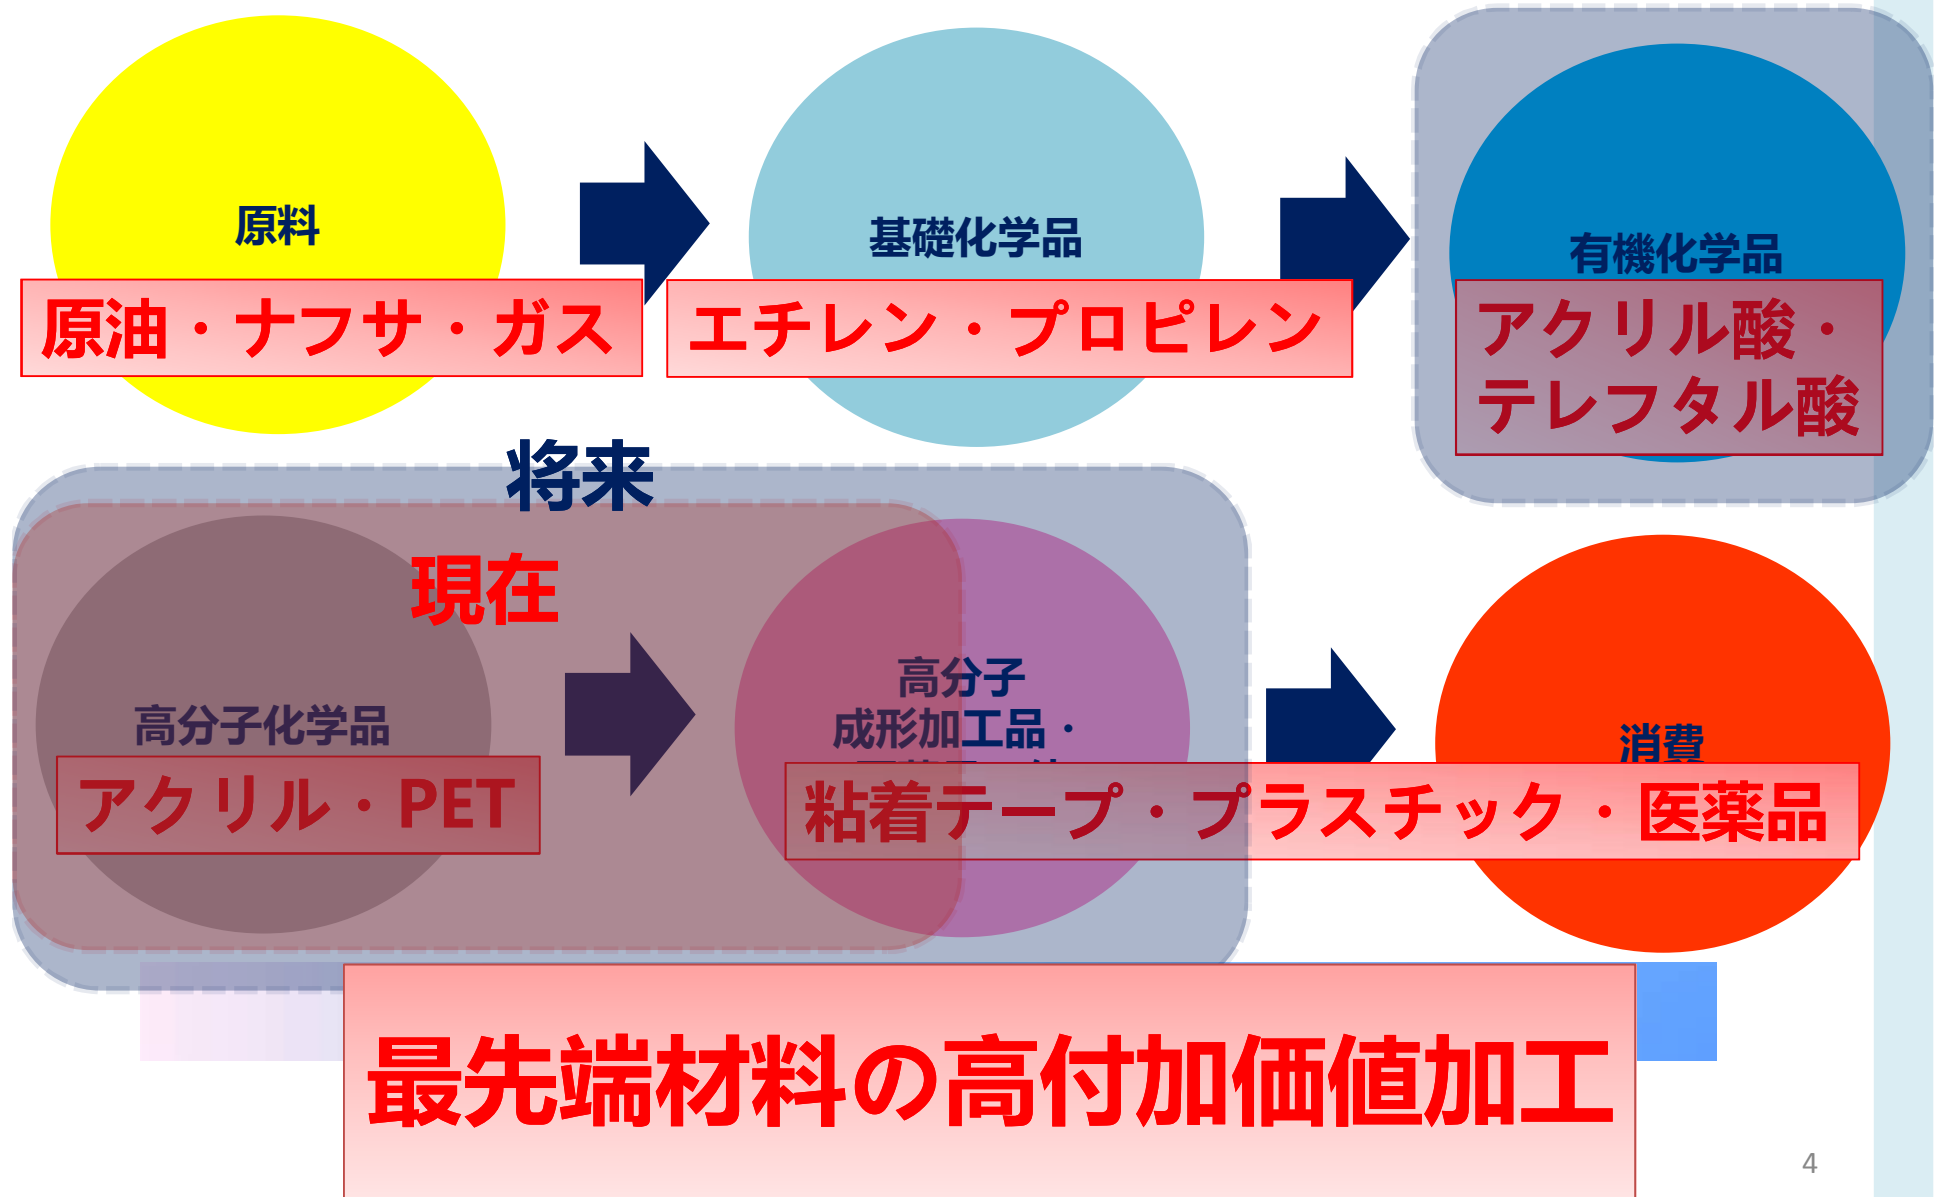 原料
原油・ナフサ・ガス
基礎化学品
エチレン・プロピレン
有機化学品
アクリル酸・
テレフタル酸
将来
現在
高分子化学品
アクリル・PET
高分子
成形加工品・
消費
粘着テープ・プラスチック・医薬品
最先端材料の高付加価値加工
4